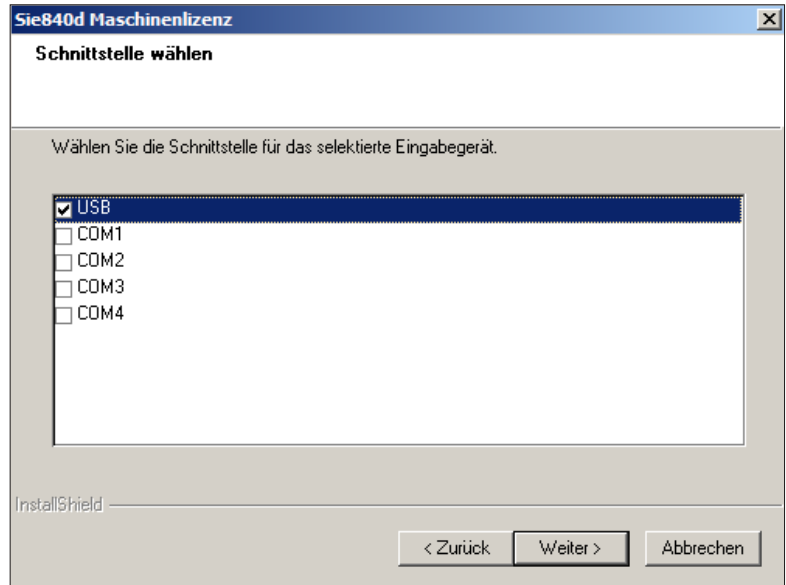 Sie840d Maschinenlizenz
Schnittstelle wählen
Wählen Sie die Schnittstelle für das selektierte Eingabegerät.
USB
COM1
COM2
COM3
COM4
InstallShield
< Zurück Weiter > Abbrechen